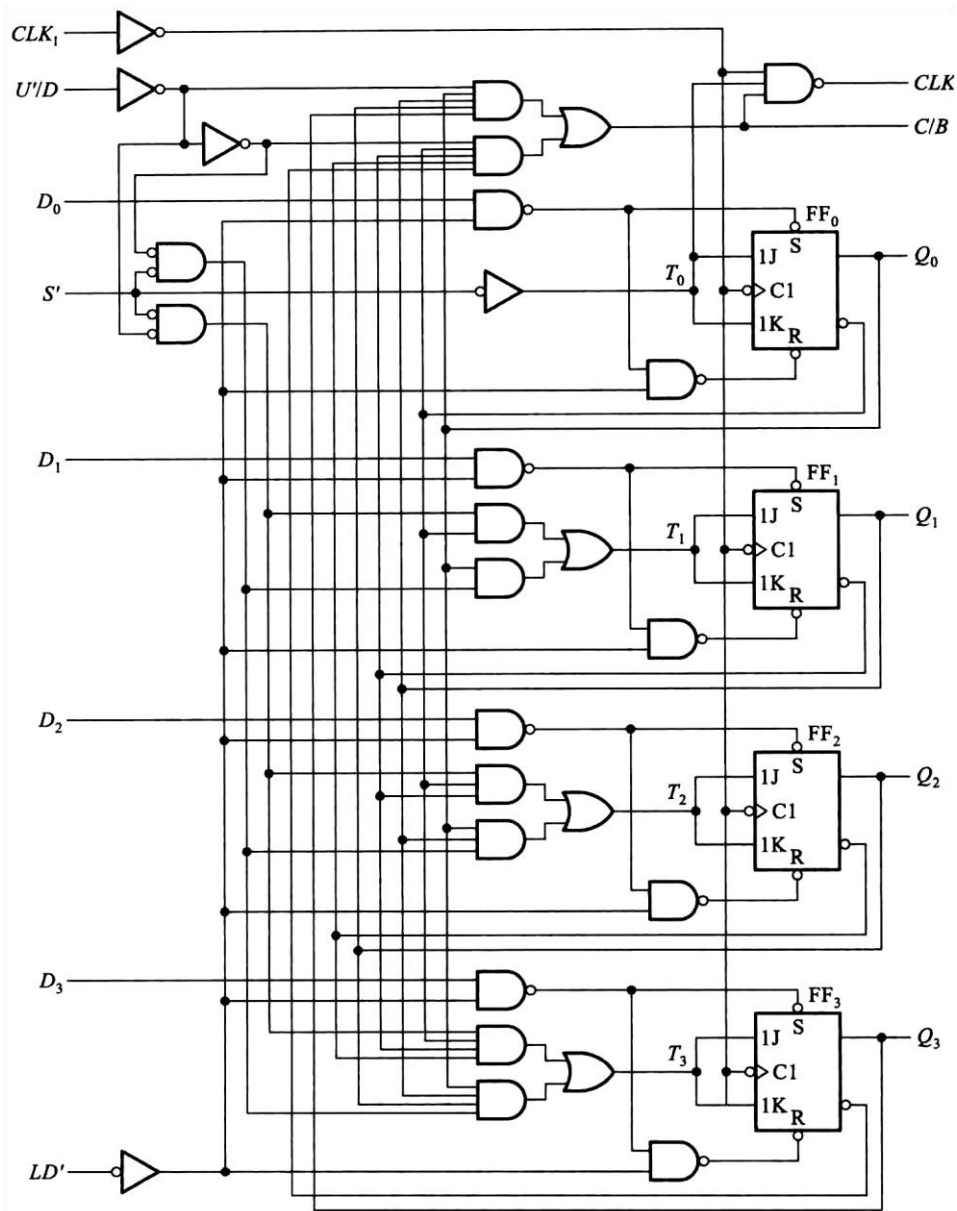 CLK₁
U'/D
CLK
C/B
D₀
FF₀
S
1J
Q₀
S'
T₀
C1
1K
R
D₁
FF₁
S
1J
Q₁
T₁
C1
1K
R
D₂
FF₂
S
1J
Q₂
T₂
C1
1K
R
D₃
FF₃
S
1J
Q₃
T₃
C1
1K
R
LD'